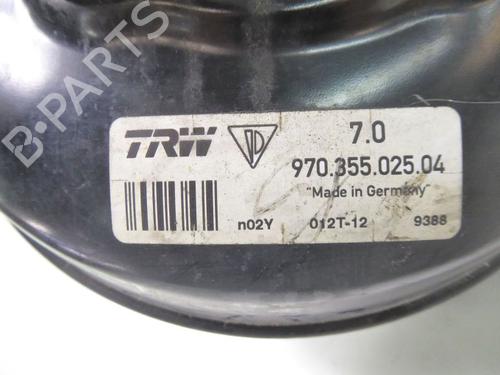 TRW 7.0
970.355.025.04
"Made in Germany"
n02Y 012T-12 9388
B-PARTS